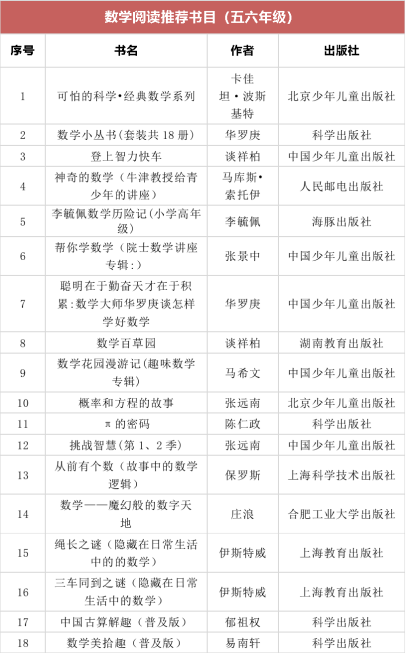 数学阅读推荐书目（五六年级）
序号 书名 作者 出版社
1 可怕的科学•经典数学系列 卡佳坦·波斯基特 北京少年儿童出版社
2 数学小丛书(套装共 18 册) 华罗庚 科学出版社
3 登上智力快车 谈祥柏 中国少年儿童出版社
4 神奇的数学（牛津教授给青少年的讲座） 马库斯•索托伊 人民邮电出版社
5 李毓佩数学历险记(小学高年级) 李毓佩 海豚出版社
6 帮你学数学（院士数学讲座专辑:） 张景中 中国少年儿童出版社
7 聪明在于勤奋天才在于积累:数学大师华罗庚谈怎样学好数学 华罗庚 中国少年儿童出版社
8 数学百草园 谈祥柏 湖南教育出版社
9 数学花园漫游记(趣味数学专辑) 马希文 中国少年儿童出版社
10 概率和方程的故事 张远南 北京少年儿童出版社
11 π的密码 陈仁政 科学出版社
12 挑战智慧(第 1、2 季) 张远南 中国少年儿童出版社
13 从前有个数（故事中的数学逻辑） 保罗斯 上海科学技术出版社
14 数学——魔幻般的数字天地 庄浪 合肥工业大学出版社
15 绳长之谜（隐藏在日常生活中的的数学） 伊斯特威 上海教育出版社
16 三车同到之谜（隐藏在日常生活中的数学） 伊斯特威 上海教育出版社
17 中国古算解趣（普及版） 郁祖权 科学出版社
18 数学美拾趣（普及版） 易南轩 科学出版社